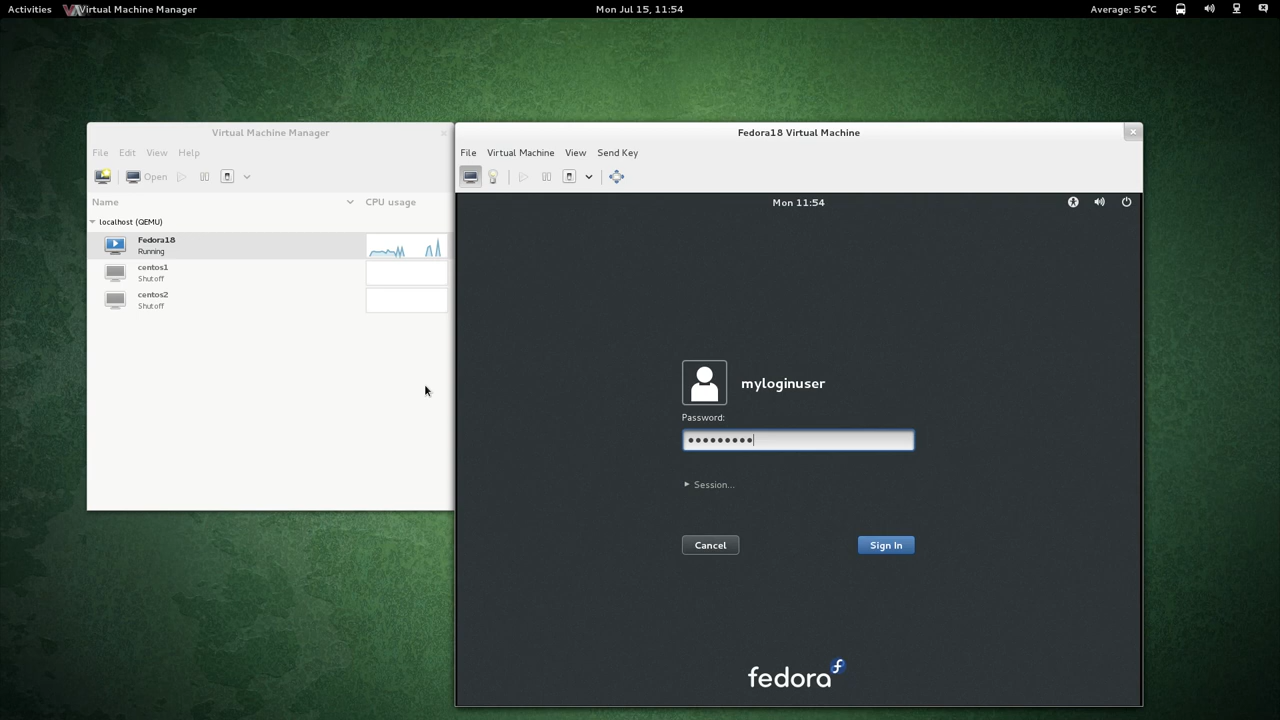 Activities Virtual Machine Manager Mon Jul 15, 11:54 Average: 56°C
Virtual Machine Manager
File Edit View Help
Open
Name CPU usage
localhost (QEMU)
Fedora18
Running
centos1
Shutoff
centos2
Shutoff
Fedora18 Virtual Machine
File Virtual Machine View Send Key
Mon 11:54
myloginuser
Password:
●●●●●●●●●
Session...
Cancel Sign In
fedora